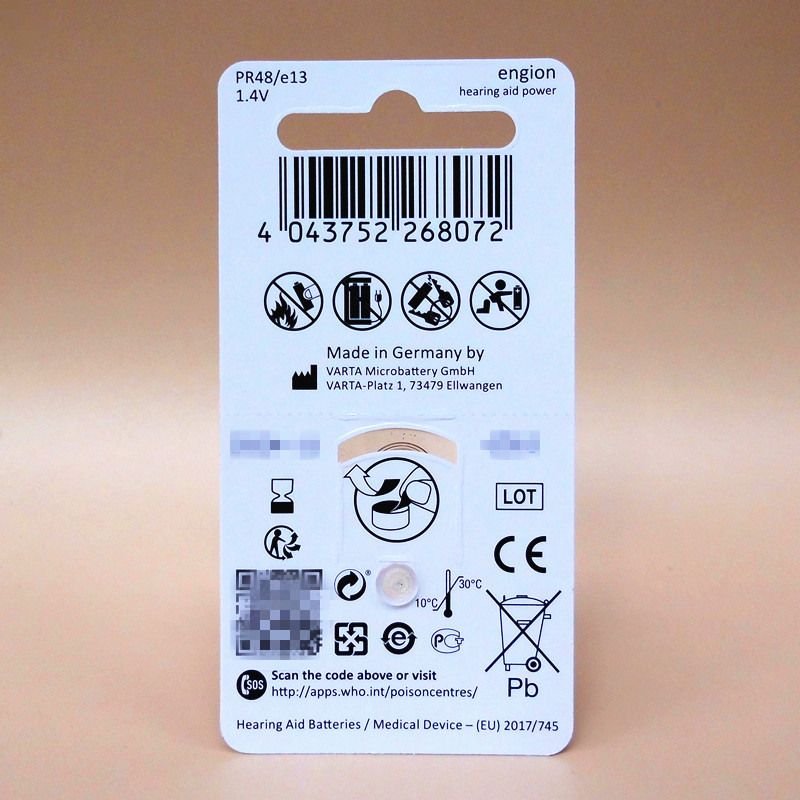 PR48/e13
1.4V
engion
hearing aid power
4 043752 268072
Made in Germany by
VARTA Microbattery GmbH
VARTA-Platz 1, 73479 Ellwangen
LOT
CE
®
10°C
30°C
e
PCT
Pb
SOS
Scan the code above or visit
http://apps.who.int/poisoncentres/
Hearing Aid Batteries / Medical Device – (EU) 2017/745